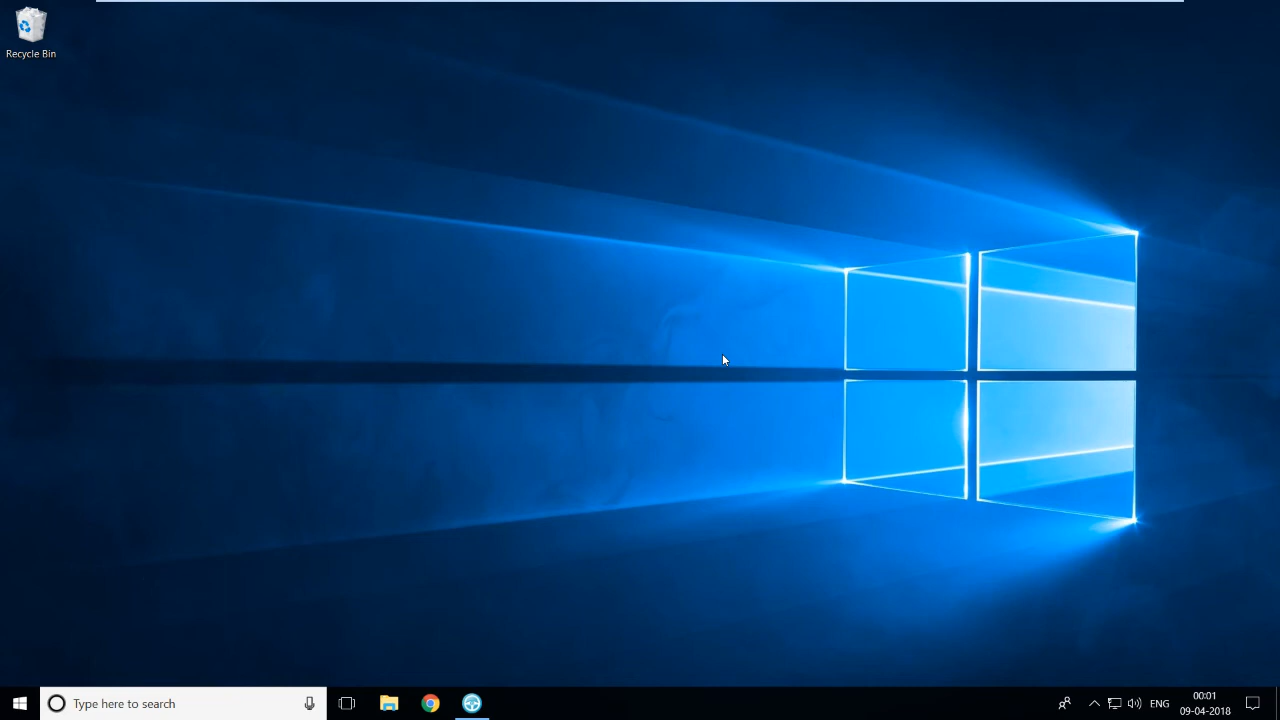 Recycle Bin
Type here to search
ENG
00:01
09-04-2018